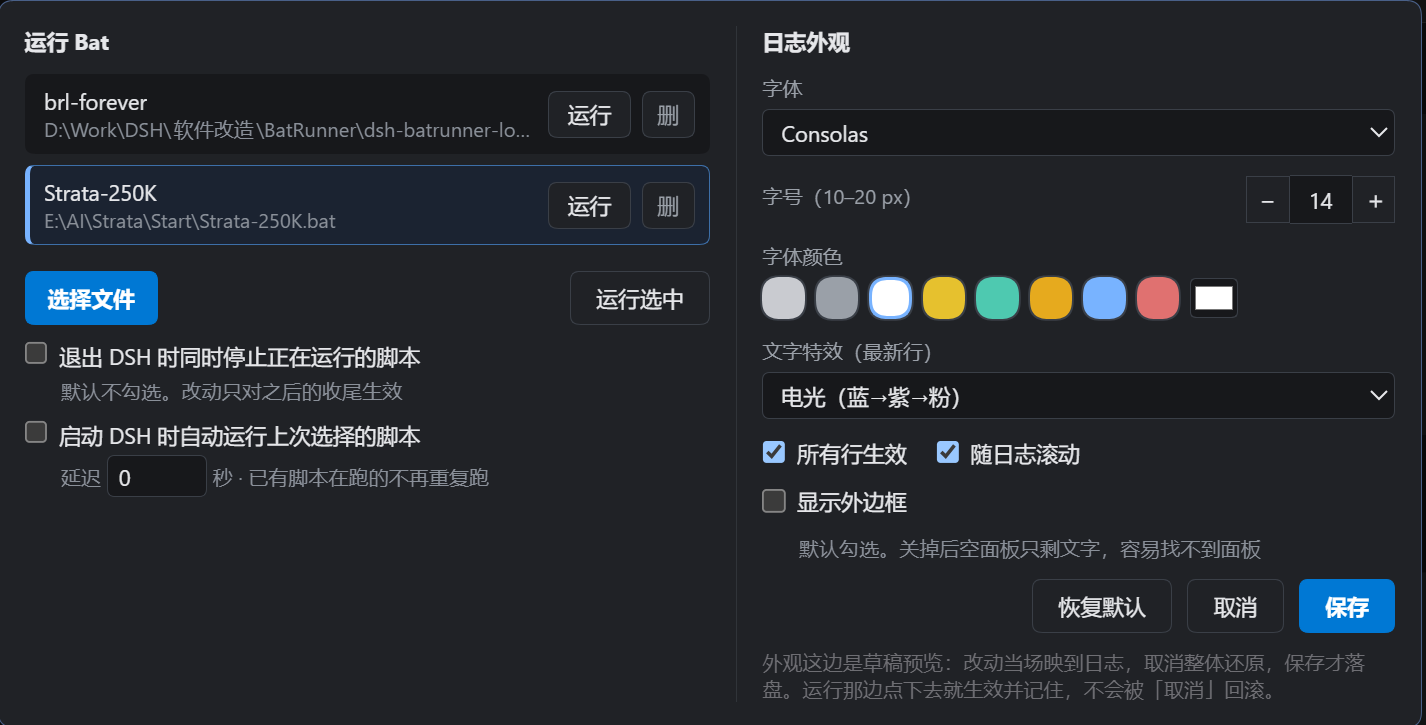 运行 Bat
brl-forever
D:\Work\DSH\软件改造\BatRunner\dsh-batrunner-lo...
运行
删
Strata-250K
E:\AI\Strata\Start\Strata-250K.bat
运行
删
选择文件
运行选中
退出 DSH 时同时停止正在运行的脚本
默认不勾选。改动只对之后的收尾生效
启动 DSH 时自动运行上次选择的脚本
延迟 0 秒 · 已有脚本在跑的不再重复跑
日志外观
字体
Consolas
字号（10–20 px）
− 14 +
字体颜色
文字特效（最新行）
电光（蓝→紫→粉）
所有行生效 随日志滚动
显示外边框
默认勾选。关掉后空面板只剩文字，容易找不到面板
恢复默认 取消 保存
外观这边是草稿预览：改动当场映到日志，取消整体还原，保存才落
盘。运行那边点下去就生效并记住，不会被「取消」回滚。